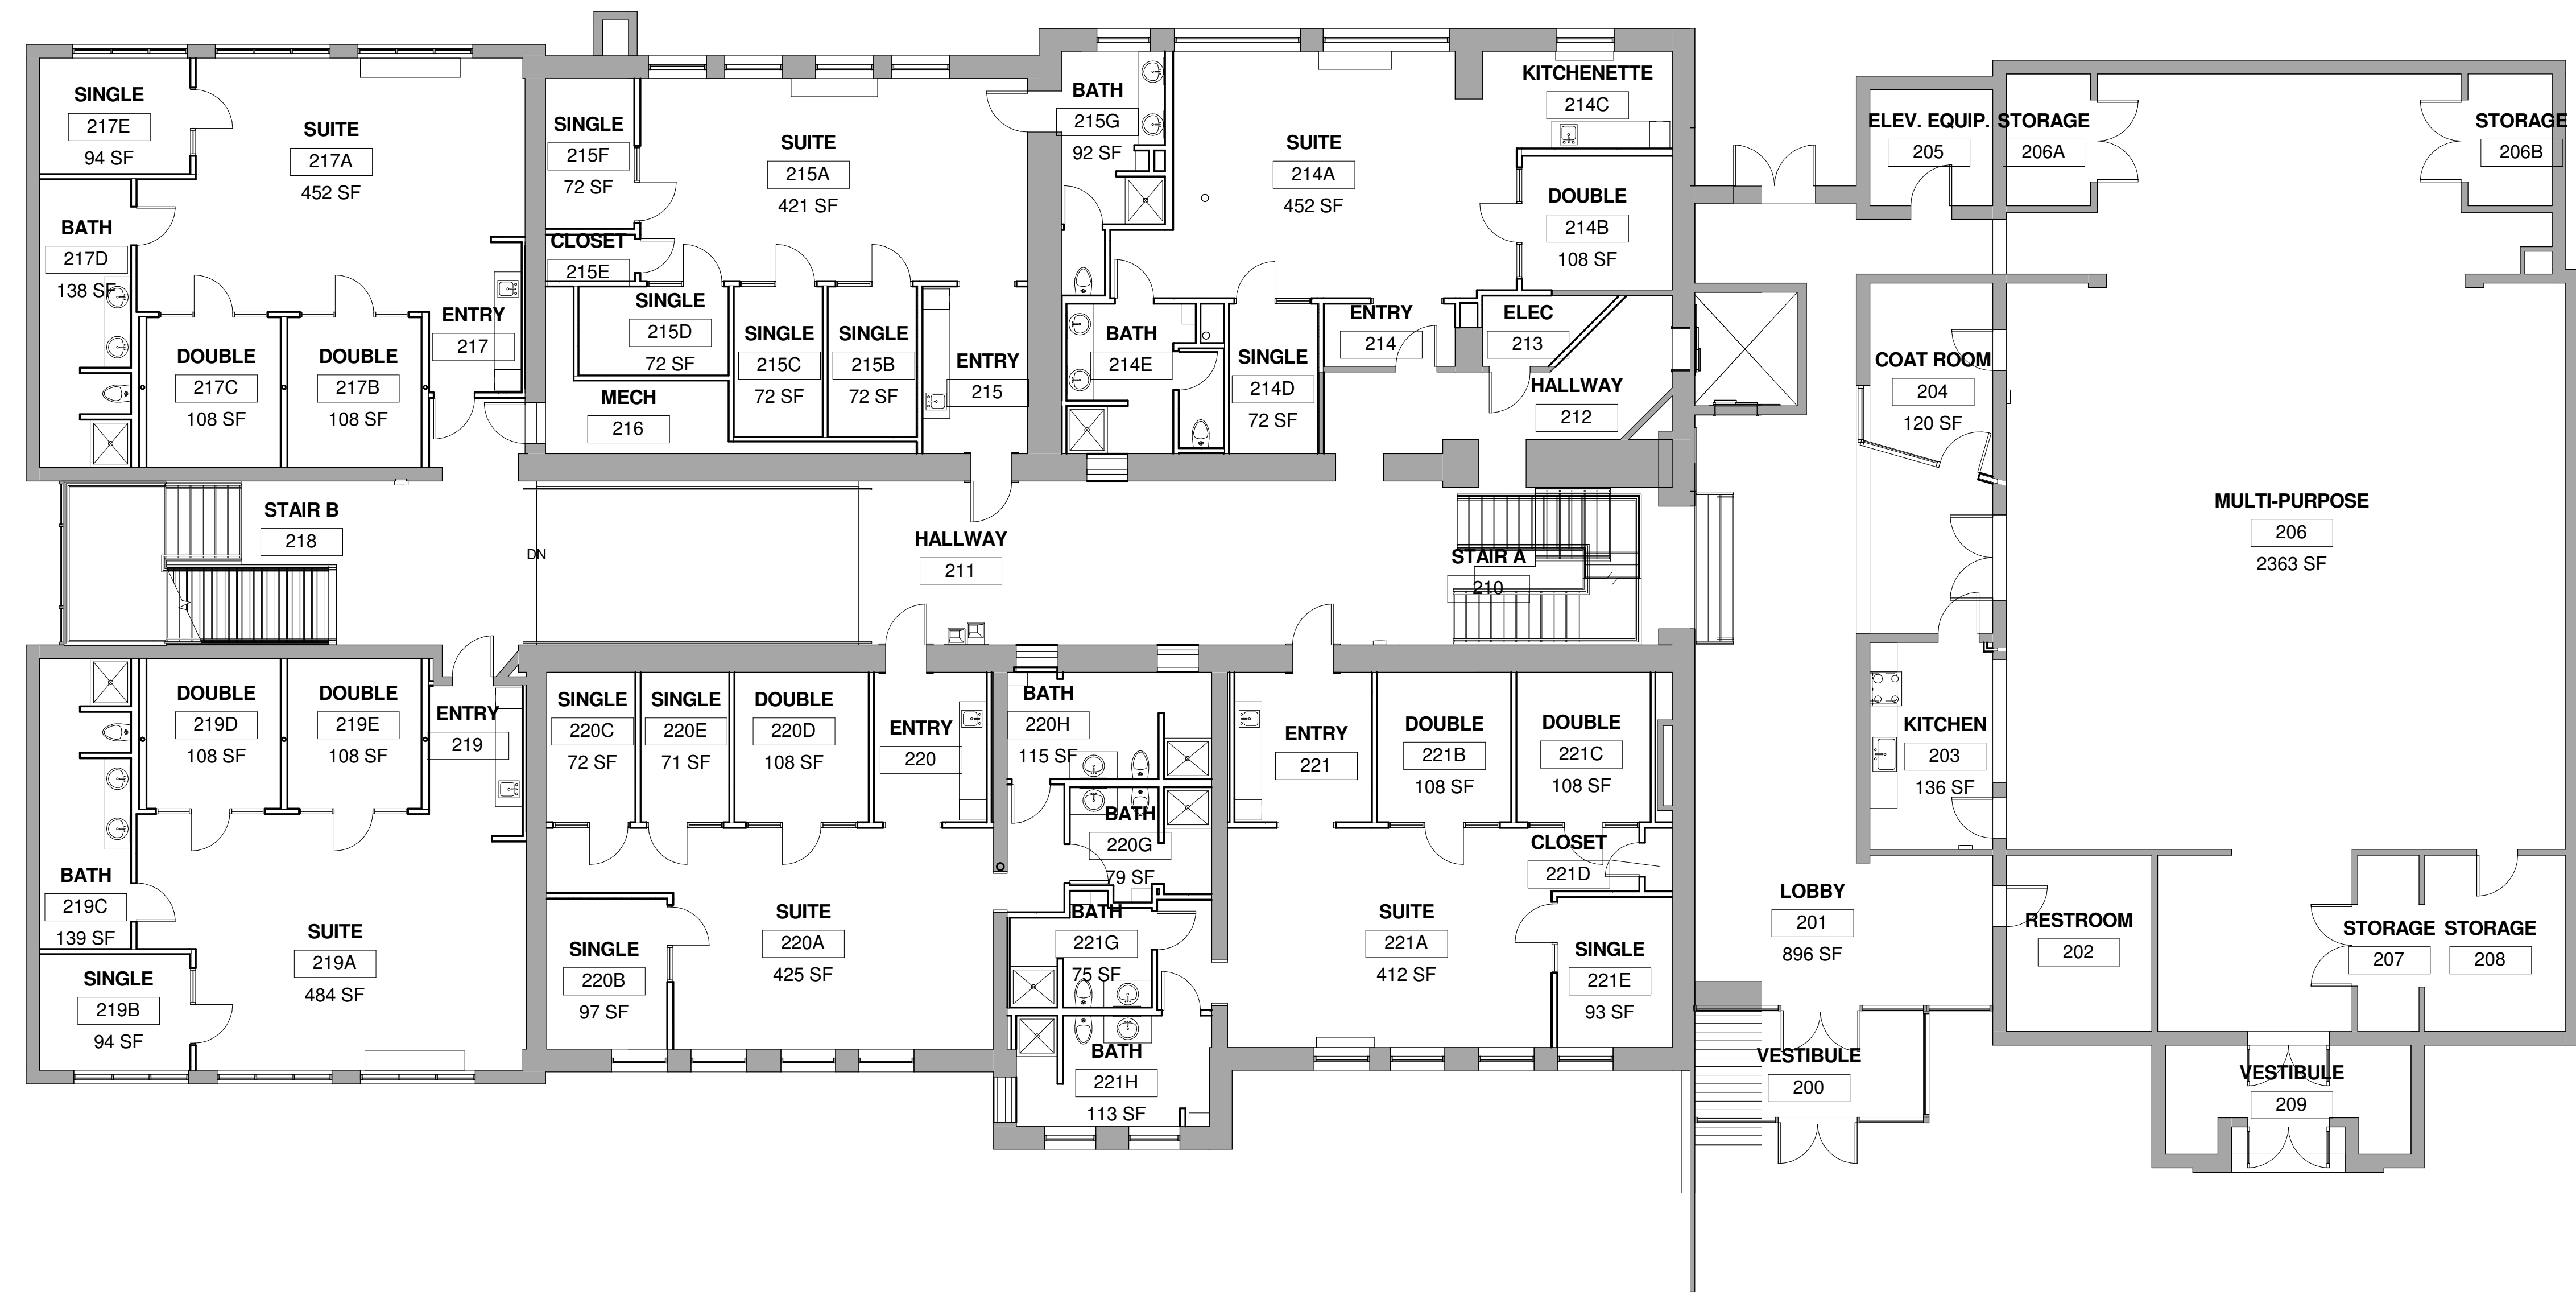 SINGLE
217E
94 SF
SUITE
217A
452 SF
BATH
217D
138 SF
DOUBLE
217C
108 SF
DOUBLE
217B
108 SF
ENTRY
217
SINGLE
215F
72 SF
SUITE
215A
421 SF
CLOSET
215E
SINGLE
215D
72 SF
SINGLE
215C
72 SF
SINGLE
215B
72 SF
ENTRY
215
MECH
216
BATH
215G
92 SF
SUITE
214A
452 SF
KITCHENETTE
214C
DOUBLE
214B
108 SF
BATH
214E
SINGLE
214D
72 SF
ENTRY
214
ELEC
213
HALLWAY
212
ELEV. EQUIP.
205
STORAGE
206A
STORAGE
206B
COAT ROOM
204
120 SF
MULTI-PURPOSE
206
2363 SF
STAIR B
218
DN
HALLWAY
211
STAIR A
210
DOUBLE
219D
108 SF
DOUBLE
219E
108 SF
ENTRY
219
BATH
219C
139 SF
SUITE
219A
484 SF
SINGLE
219B
94 SF
SINGLE
220C
72 SF
SINGLE
220E
71 SF
DOUBLE
220D
108 SF
ENTRY
220
SINGLE
220B
97 SF
SUITE
220A
425 SF
BATH
220H
115 SF
BATH
220G
79 SF
BATH
221G
75 SF
BATH
221H
113 SF
ENTRY
221
DOUBLE
221B
108 SF
DOUBLE
221C
108 SF
CLOSET
221D
SUITE
221A
412 SF
SINGLE
221E
93 SF
KITCHEN
203
136 SF
LOBBY
201
896 SF
RESTROOM
202
STORAGE
207
STORAGE
208
VESTIBULE
200
VESTIBULE
209